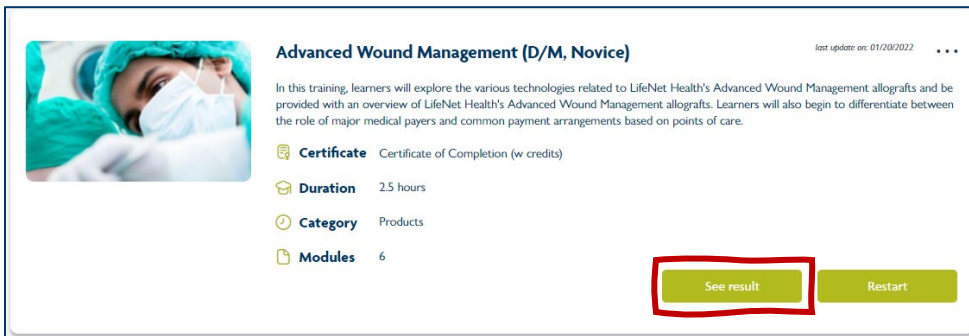 Advanced Wound Management (D/M, Novice)
last update on: 01/20/2022
In this training, learners will explore the various technologies related to LifeNet Health's Advanced Wound Management allografts and be
provided with an overview of LifeNet Health's Advanced Wound Management allografts. Learners will also begin to differentiate between
the role of major medical payers and common payment arrangements based on points of care.
Certificate Certificate of Completion (w credits)
Duration 2.5 hours
Category Products
Modules 6
See result Restart